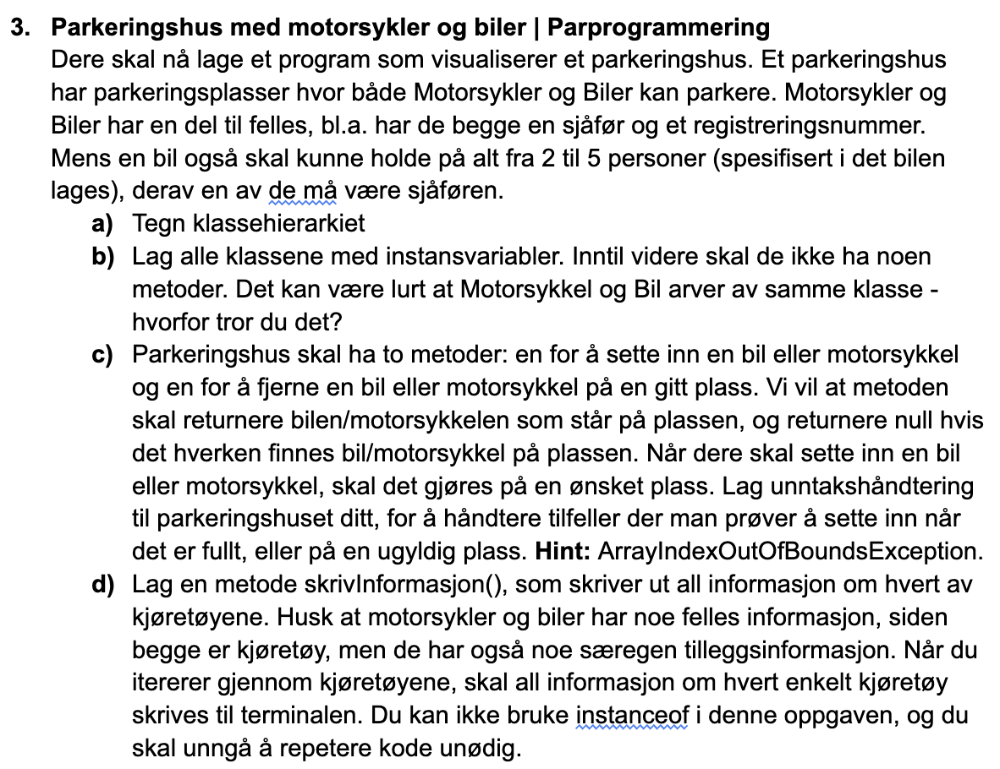 3. Parkeringshus med motorsykler og biler | Parprogrammering
Dere skal nå lage et program som visualiserer et parkeringshus. Et parkeringshus
har parkeringsplasser hvor både Motorsykler og Biler kan parkere. Motorsykler og
Biler har en del til felles, bl.a. har de begge en sjåfør og et registreringsnummer.
Mens en bil også skal kunne holde på alt fra 2 til 5 personer (spesifisert i det bilen
lages), derav en av de må være sjåføren.
a) Tegn klassehierarkiet
b) Lag alle klassene med instansvariabler. Inntil videre skal de ikke ha noen
metoder. Det kan være lurt at Motorsykkel og Bil arver av samme klasse -
hvorfor tror du det?
c) Parkeringshus skal ha to metoder: en for å sette inn en bil eller motorsykkel
og en for å fjerne en bil eller motorsykkel på en gitt plass. Vi vil at metoden
skal returnere bilen/motorsykkelen som står på plassen, og returnere null hvis
det hverken finnes bil/motorsykkel på plassen. Når dere skal sette inn en bil
eller motorsykkel, skal det gjøres på en ønsket plass. Lag unntakshåndtering
til parkeringshuset ditt, for å håndtere tilfeller der man prøver å sette inn når
det er fullt, eller på en ugyldig plass. Hint: ArrayIndexOutOfBoundsException.
d) Lag en metode skrivInformasjon(), som skriver ut all informasjon om hvert av
kjøretøyene. Husk at motorsykler og biler har noe felles informasjon, siden
begge er kjøretøy, men de har også noe særegen tilleggsinformasjon. Når du
itererer gjennom kjøretøyene, skal all informasjon om hvert enkelt kjøretøy
skrives til terminalen. Du kan ikke bruke instanceof i denne oppgaven, og du
skal unngå å repetere kode unødig.